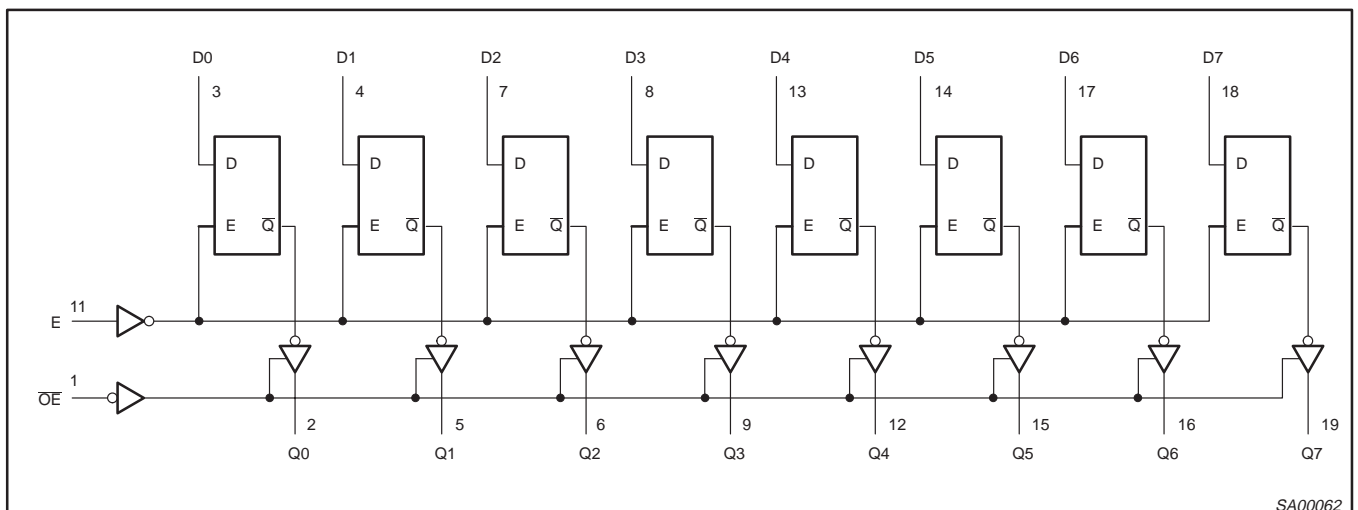 D0 D1 D2 D3 D4 D5 D6 D7
3 4 7 8 13 14 17 18
D D D D D D D D
E Q̅ E Q̅ E Q̅ E Q̅ E Q̅ E Q̅ E Q̅ E Q̅
11
E
1
O̅E̅
2 5 6 9 12 15 16 19
Q0 Q1 Q2 Q3 Q4 Q5 Q6 Q7
SA00062